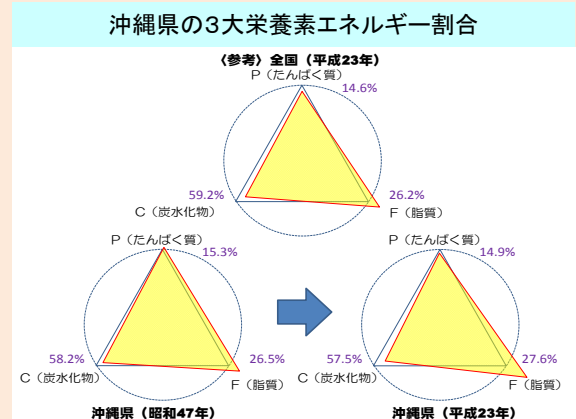 沖縄県の3大栄養素エネルギー割合
〈参考〉全国（平成23年）
P（たんぱく質）
14.6%
59.2%
26.2%
C（炭水化物）
F（脂質）
P（たんぱく質）
15.3%
58.2%
26.5%
C（炭水化物）
F（脂質）
沖縄県（昭和47年）
P（たんぱく質）
14.9%
57.5%
27.6%
C（炭水化物）
F（脂質）
沖縄県（平成23年）